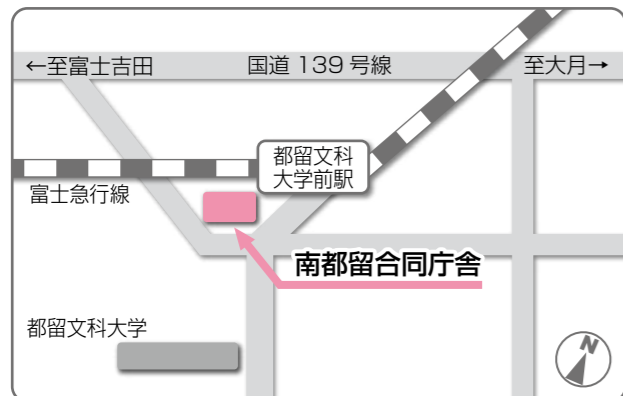 ←至富士吉田
国道 139 号線
至大月→
都留文科
大学前駅
富士急行線
南都留合同庁舎
都留文科大学
N